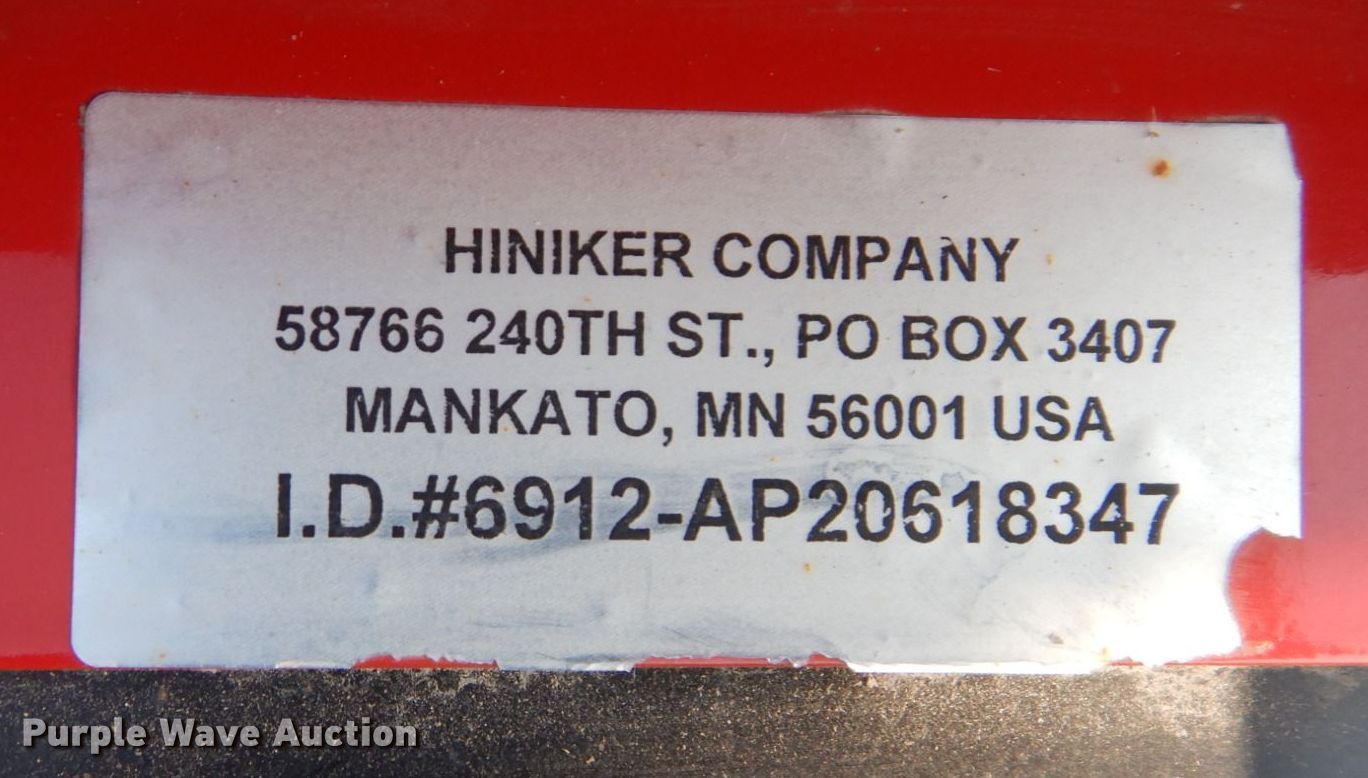 HINIKER COMPANY
58766 240TH ST., PO BOX 3407
MANKATO, MN 56001 USA
I.D.#6912-AP20618347
Purple Wave Auction